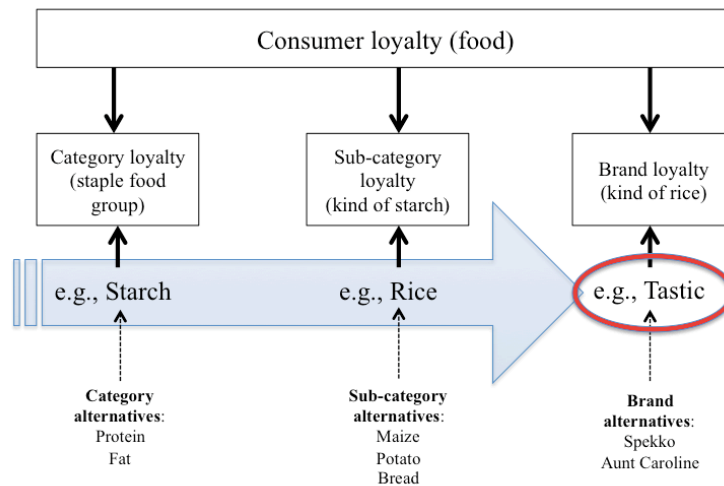 Consumer loyalty (food)
Category loyalty
(staple food
group)
Sub-category
loyalty
(kind of starch)
Brand loyalty
(kind of rice)
e.g., Starch
e.g., Rice
e.g., Tastic
Category
alternatives:
Protein
Fat
Sub-category
alternatives:
Maize
Potato
Bread
Brand
alternatives:
Spekko
Aunt Caroline